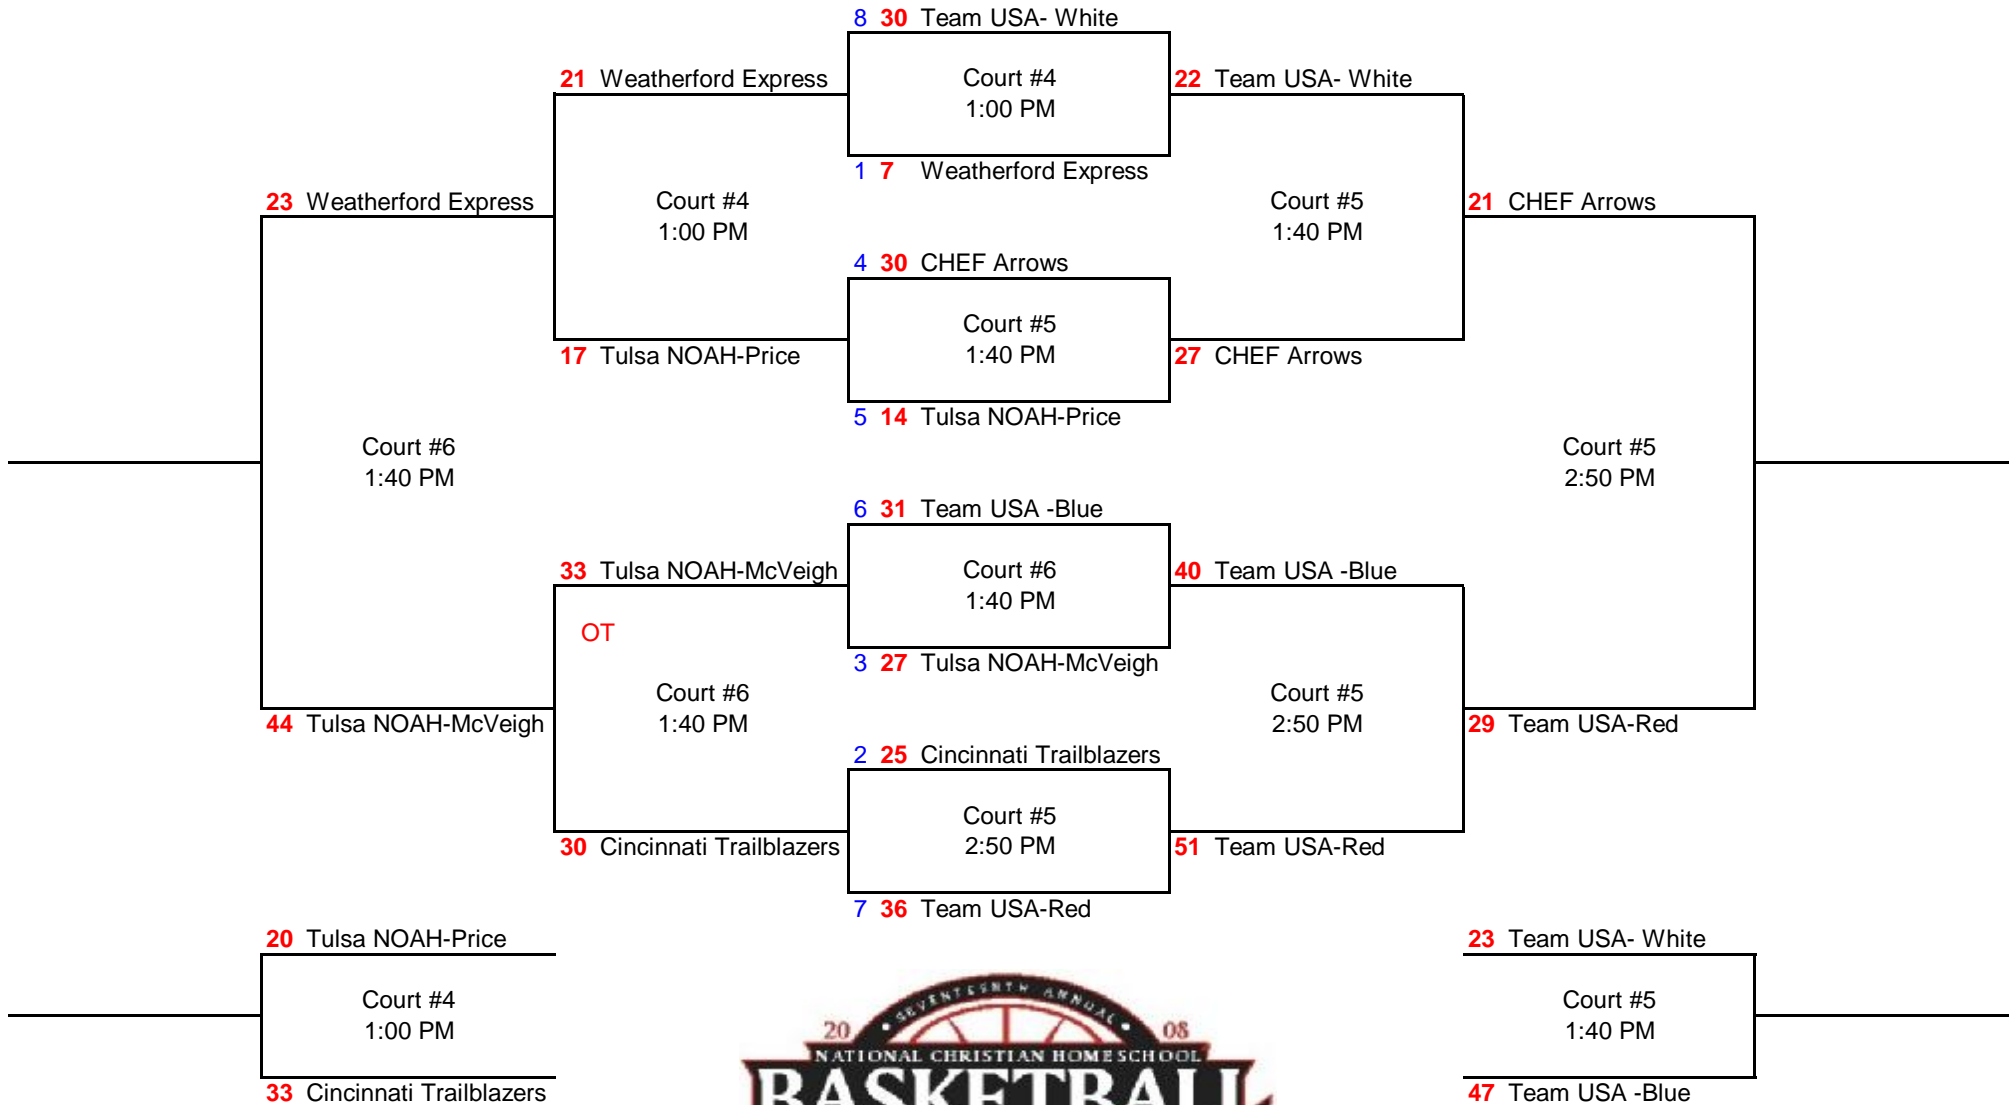 8 30 Team USA- White
21 Weatherford Express
Court #4
1:00 PM
22 Team USA- White
1 7 Weatherford Express
23 Weatherford Express
Court #4
1:00 PM
Court #5
1:40 PM
21 CHEF Arrows
4 30 CHEF Arrows
Court #5
1:40 PM
17 Tulsa NOAH-Price
27 CHEF Arrows
5 14 Tulsa NOAH-Price
Court #6
1:40 PM
Court #5
2:50 PM
6 31 Team USA -Blue
33 Tulsa NOAH-McVeigh
Court #6
1:40 PM
40 Team USA -Blue
OT
3 27 Tulsa NOAH-McVeigh
Court #6
1:40 PM
Court #5
2:50 PM
44 Tulsa NOAH-McVeigh
29 Team USA-Red
2 25 Cincinnati Trailblazers
Court #5
2:50 PM
30 Cincinnati Trailblazers
51 Team USA-Red
7 36 Team USA-Red
20 Tulsa NOAH-Price
23 Team USA- White
Court #4
1:00 PM
Court #5
1:40 PM
33 Cincinnati Trailblazers
47 Team USA -Blue
SEVENTEENTH ANNUAL
20 08
NATIONAL CHRISTIAN HOMESCHOOL
BASKETBALL